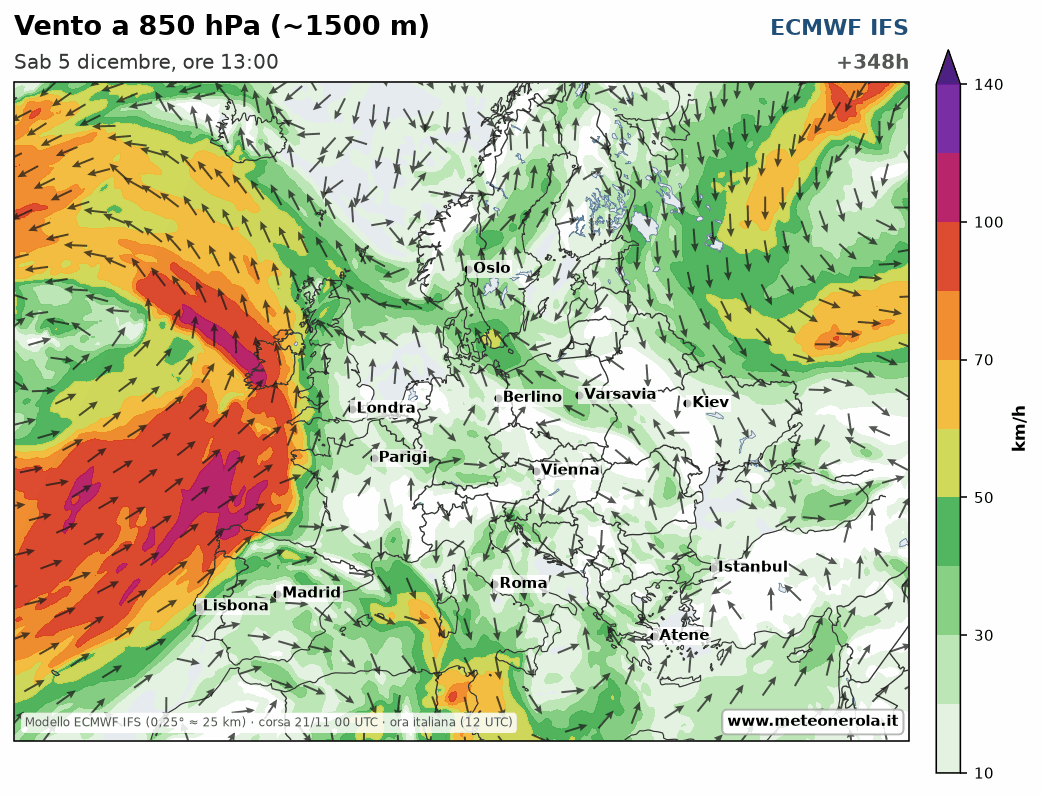 Vento a 850 hPa (~1500 m)
ECMWF IFS
Sab 5 dicembre, ore 13:00
+348h
140
100
70
50
30
10
km/h
Oslo
Londra
Berlino
Varsavia
Kiev
Parigi
Vienna
Istanbul
Madrid
Roma
Lisbona
Atene
Modello ECMWF IFS (0,25° ≈ 25 km) · corsa 21/11 00 UTC · ora italiana (12 UTC)
www.meteonerola.it